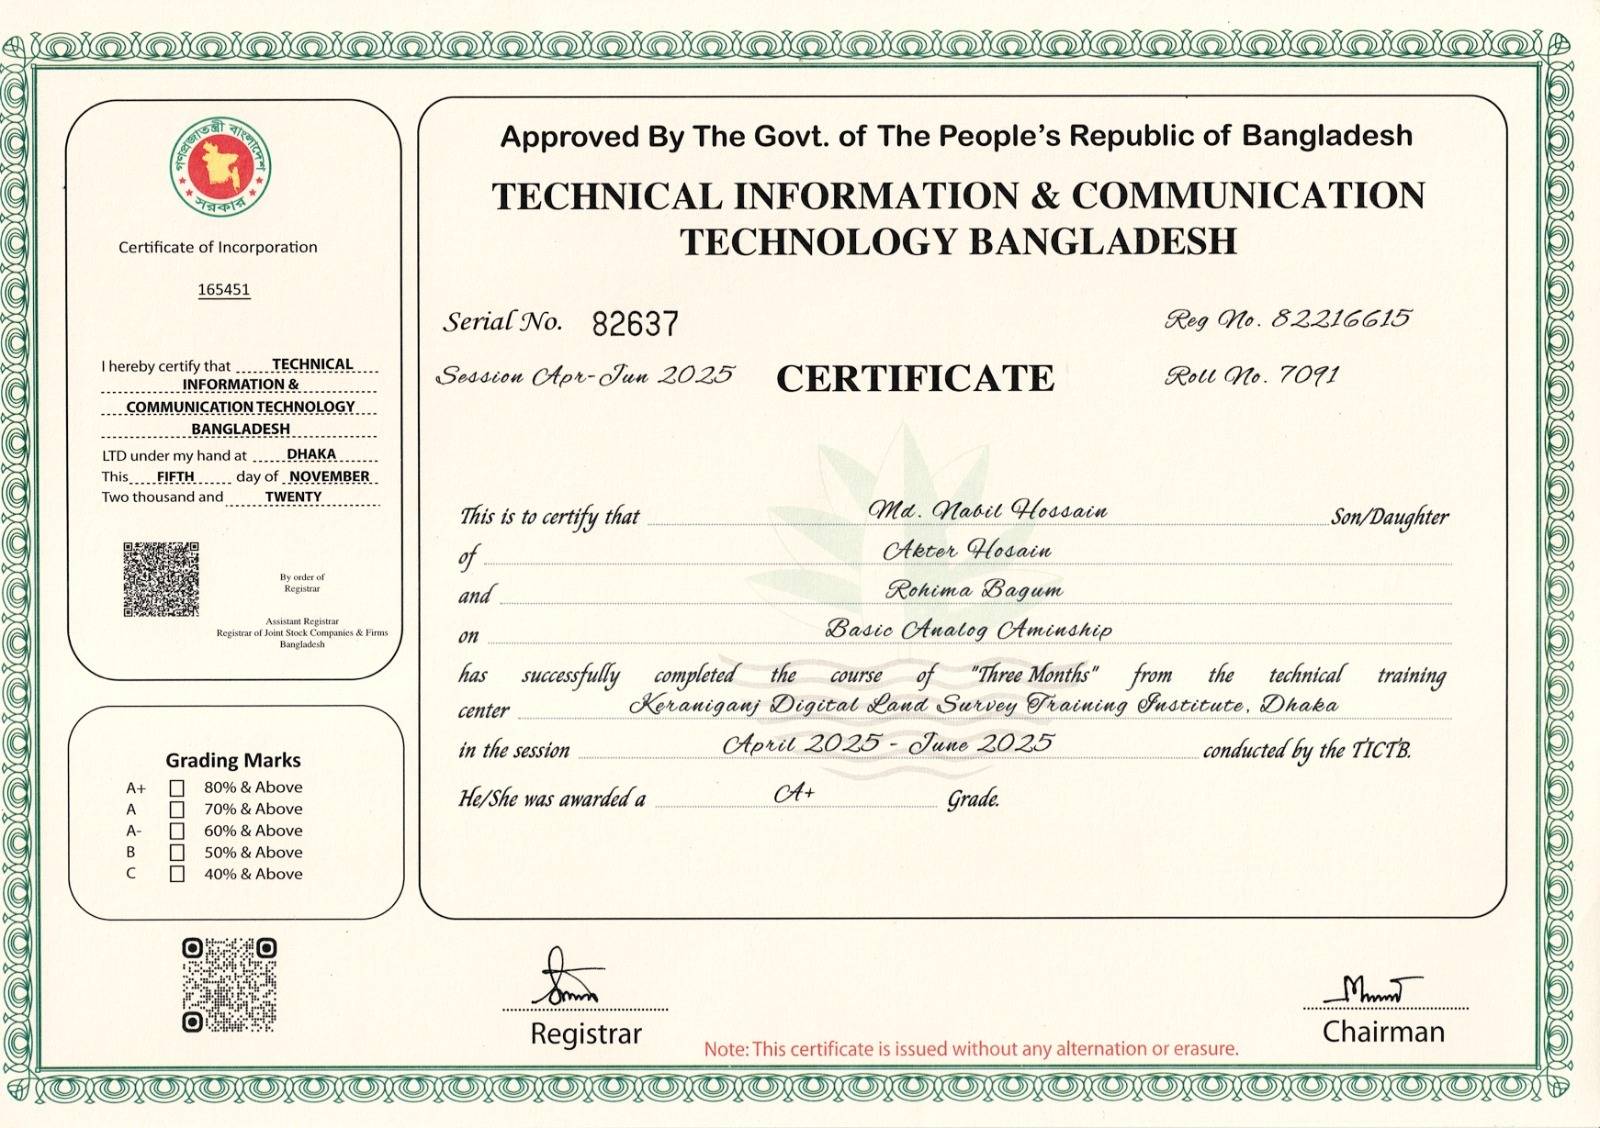 গণপ্রজাতন্ত্রী বাংলাদেশ
সরকার
Certificate of Incorporation
165451
I hereby certify that TECHNICAL
INFORMATION &
COMMUNICATION TECHNOLOGY
BANGLADESH
LTD under my hand at DHAKA
This FIFTH day of NOVEMBER
Two thousand and TWENTY
By order of
Registrar
Assistant Registrar
Registrar of Joint Stock Companies & Firms
Bangladesh
Grading Marks
A+ 80% & Above
A 70% & Above
A- 60% & Above
B 50% & Above
C 40% & Above
Approved By The Govt. of The People's Republic of Bangladesh
TECHNICAL INFORMATION & COMMUNICATION
TECHNOLOGY BANGLADESH
Serial No. 82637
Reg No. 82216615
Session Apr-Jun 2025
CERTIFICATE
Roll No. 7091
This is to certify that Md. Nabil Hossain Son/Daughter
of Akter Hosain
and Rohima Bagum
on Basic Analog Aminship
has successfully completed the course of "Three Months" from the technical training
center Keraniganj Digital Land Survey Training Institute, Dhaka
in the session April 2025 - June 2025 conducted by the TICTB.
He/She was awarded a A+ Grade.
Registrar
Chairman
Note: This certificate is issued without any alternation or erasure.